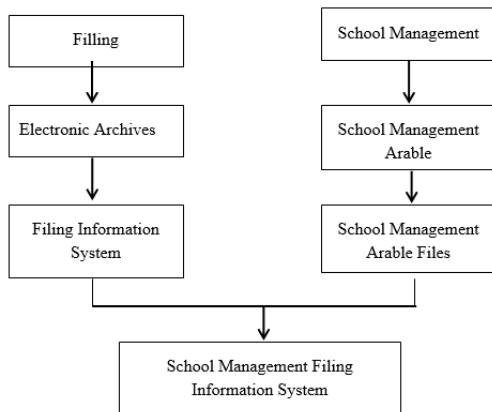 Filling
Electronic Archives
Filing Information
System
School Management
School Management
Arable
School Management
Arable Files
School Management Filing
Information System